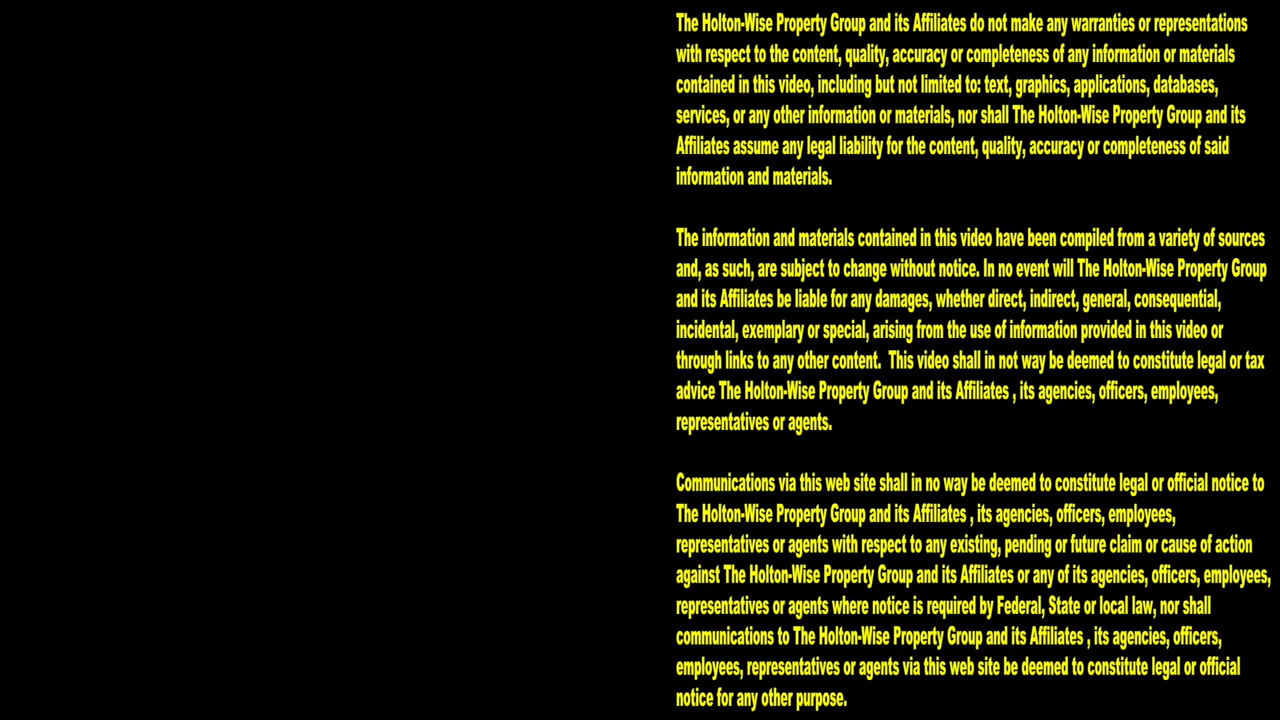 The Holton-Wise Property Group and its Affiliates do not make any warranties or representations
with respect to the content, quality, accuracy or completeness of any information or materials
contained in this video, including but not limited to: text, graphics, applications, databases,
services, or any other information or materials, nor shall The Holton-Wise Property Group and its
Affiliates assume any legal liability for the content, quality, accuracy or completeness of said
information and materials.
The information and materials contained in this video have been compiled from a variety of sources
and, as such, are subject to change without notice. In no event will The Holton-Wise Property Group
and its Affiliates be liable for any damages, whether direct, indirect, general, consequential,
incidental, exemplary or special, arising from the use of information provided in this video or
through links to any other content.  This video shall in not way be deemed to constitute legal or tax
advice The Holton-Wise Property Group and its Affiliates , its agencies, officers, employees,
representatives or agents.
Communications via this web site shall in no way be deemed to constitute legal or official notice to
The Holton-Wise Property Group and its Affiliates , its agencies, officers, employees,
representatives or agents with respect to any existing, pending or future claim or cause of action
against The Holton-Wise Property Group and its Affiliates or any of its agencies, officers, employees,
representatives or agents where notice is required by Federal, State or local law, nor shall
communications to The Holton-Wise Property Group and its Affiliates , its agencies, officers,
employees, representatives or agents via this web site be deemed to constitute legal or official
notice for any other purpose.